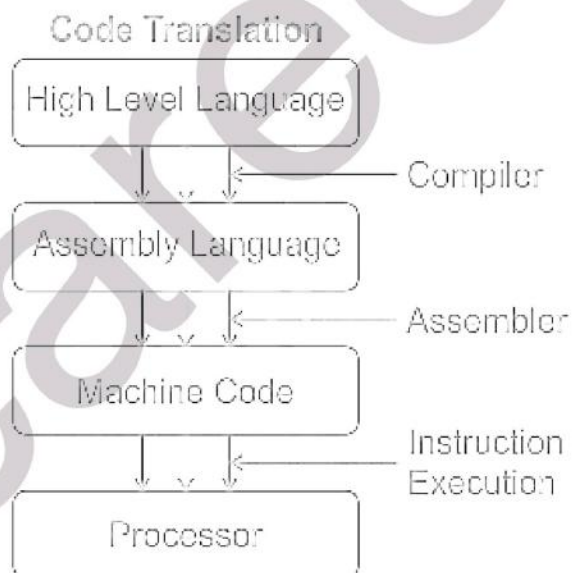 Code Translation
High Level Language
Compiler
Assembly Language
Assembler
Machine Code
Instruction
Execution
Processor